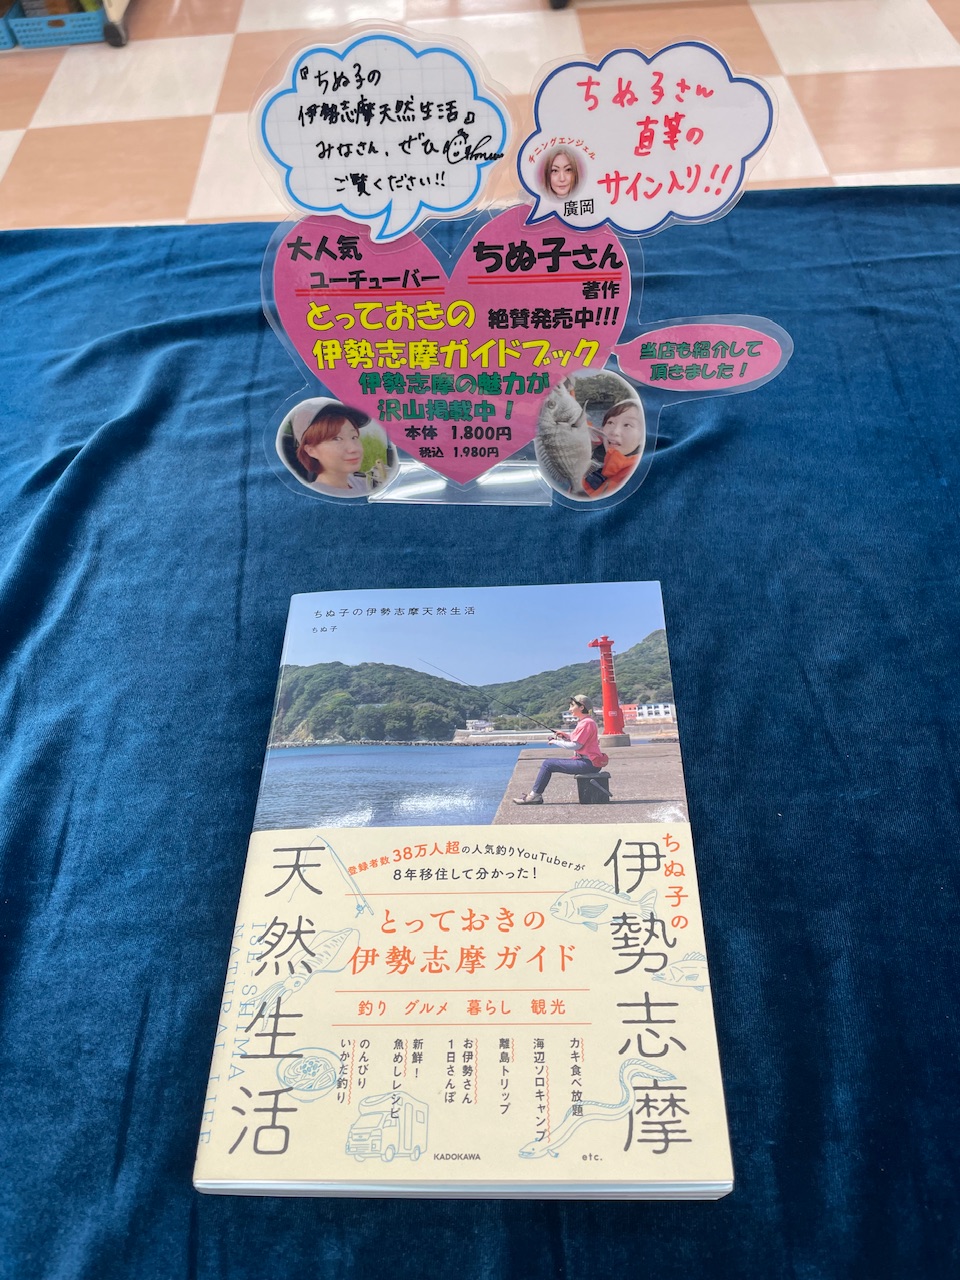 『ちぬ子の
伊勢志摩天然生活』
みなさん、ぜひ
ご覧ください!!
ちぬ子さん
直筆の
サイン入り!!
チニングエンジェル
廣岡
大人気
ユーチューバー
ちぬ子さん
著作
とっておきの
絶賛発売中!!!
伊勢志摩ガイドブック
伊勢志摩の魅力が
沢山掲載中！
本体 1.800円
税込 1.980円
当店も紹介して
頂きました！
ちぬ子の伊勢志摩天然生活
ちぬ子
登録者数38万人超の人気釣りYouTuberが
8年移住して分かった！
とっておきの
伊勢志摩ガイド
釣り グルメ 暮らし 観光
ちぬ子の
伊勢志摩
天然生活
ISE-SHIMA
NATURAL LIFE
カキ食べ放題
海辺ソロキャンプ
離島トリップ
お伊勢さん
1日さんぽ
新鮮！
魚めしレシピ
のんびり
いかだ釣り
KADOKAWA
etc.